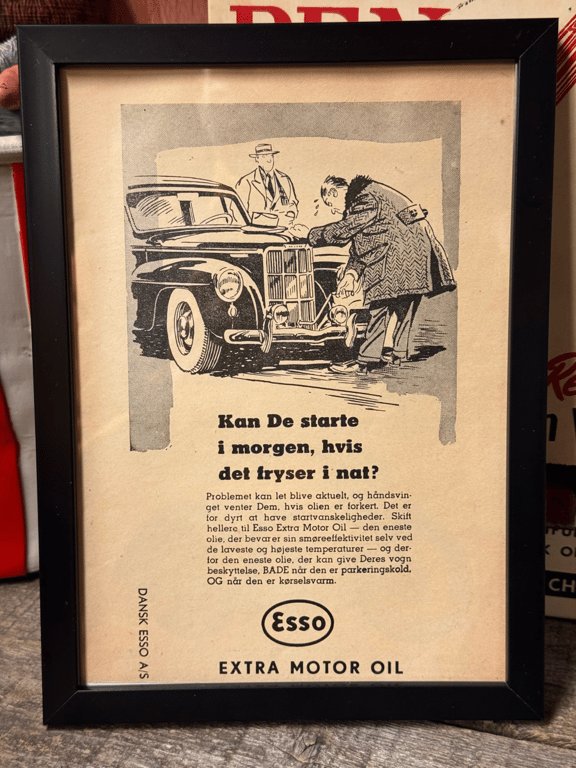 PEN
Kan De starte
i morgen, hvis
det fryser i nat?
Problemet kan let blive aktuelt, og håndsvin-
get venter Dem, hvis olien er forkert. Det er
for dyrt at have startvanskeligheder. Skift
hellere til Esso Extra Motor Oil — den eneste
olie, der bevarer sin smøreeffektivitet selv ved
de laveste og højeste temperaturer — og der-
for den eneste olie, der kan give Deres vogn
beskyttelse, BADE når den er parkeringskold,
OG når den er kørselsvarm.
Esso
EXTRA MOTOR OIL
DANSK ESSO A/S
CH